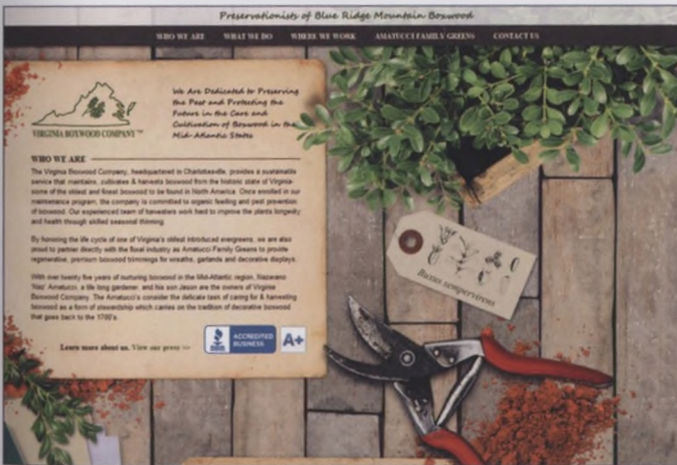 Preservationists of Blue Ridge Mountain Boxwood
WHO WE ARE WHAT WE DO WHERE WE WORK AMATUCCI FAMILY GREENS CONTACT US
We Are Dedicated to Preserving
the Past and Protecting the
Future in the Care and
Cultivation of Boxwood in the
Mid-Atlantic States
VIRGINIA BOXWOOD COMPANY™
WHO WE ARE
The Virginia Boxwood Company, headquartered in Charlottesville, provides a sustainable
service that maintains, cultivates & harvests boxwood from the historic state of Virginia-
some of the oldest and finest boxwood to be found in North America. Once enrolled in our
maintenance program, the company is committed to organic feeding and pest prevention
of boxwood. Our experienced team of harvesters work hard to improve the plants longevity
and health through skilled seasonal thinning.
By honoring the life cycle of one of Virginia's oldest introduced evergreens, we are also
proud to partner directly with the floral industry as Amatucci Family Greens to provide
regenerative, premium boxwood trimmings for wreaths, garlands and decorative displays.
With over twenty five years of nurturing boxwood in the Mid-Atlantic region, Nazzareno
'Naz' Amatucci, a life long gardener, and his son Jason are the owners of Virginia
Boxwood Company. The Amatucci's consider the delicate task of caring for & harvesting
boxwood as a form of stewardship which carries on the tradition of decorative boxwood
that goes back to the 1700's.
Learn more about us. View our press >>
BBB
ACCREDITED
BUSINESS
A+
Buxus sempervirens